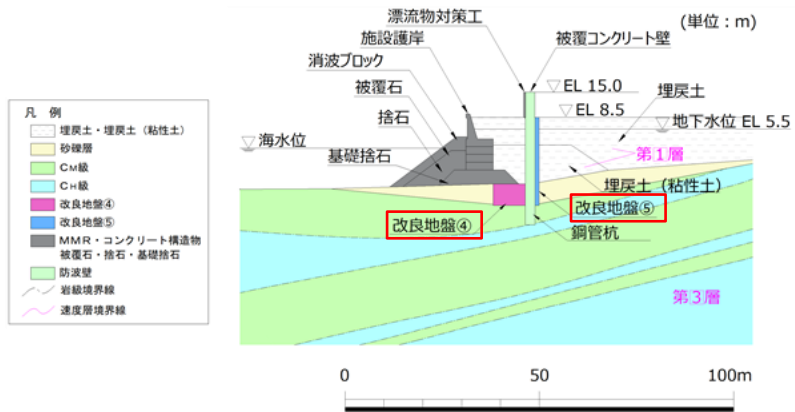 漂流物対策工
(単位：m)
施設護岸
被覆コンクリート壁
消波ブロック
被覆石
EL 15.0
埋戻土
EL 8.5
捨石
地下水位 EL 5.5
海水位
第1層
基礎捨石
埋戻土（粘性土）
改良地盤④
改良地盤⑤
鋼管杭
第3層
凡 例
埋戻土・埋戻土（粘性土）
砂礫層
CM級
CH級
改良地盤④
改良地盤⑤
MMR・コンクリート構造物
被覆石・捨石・基礎捨石
防波壁
岩級境界線
速度層境界線
0
50
100m